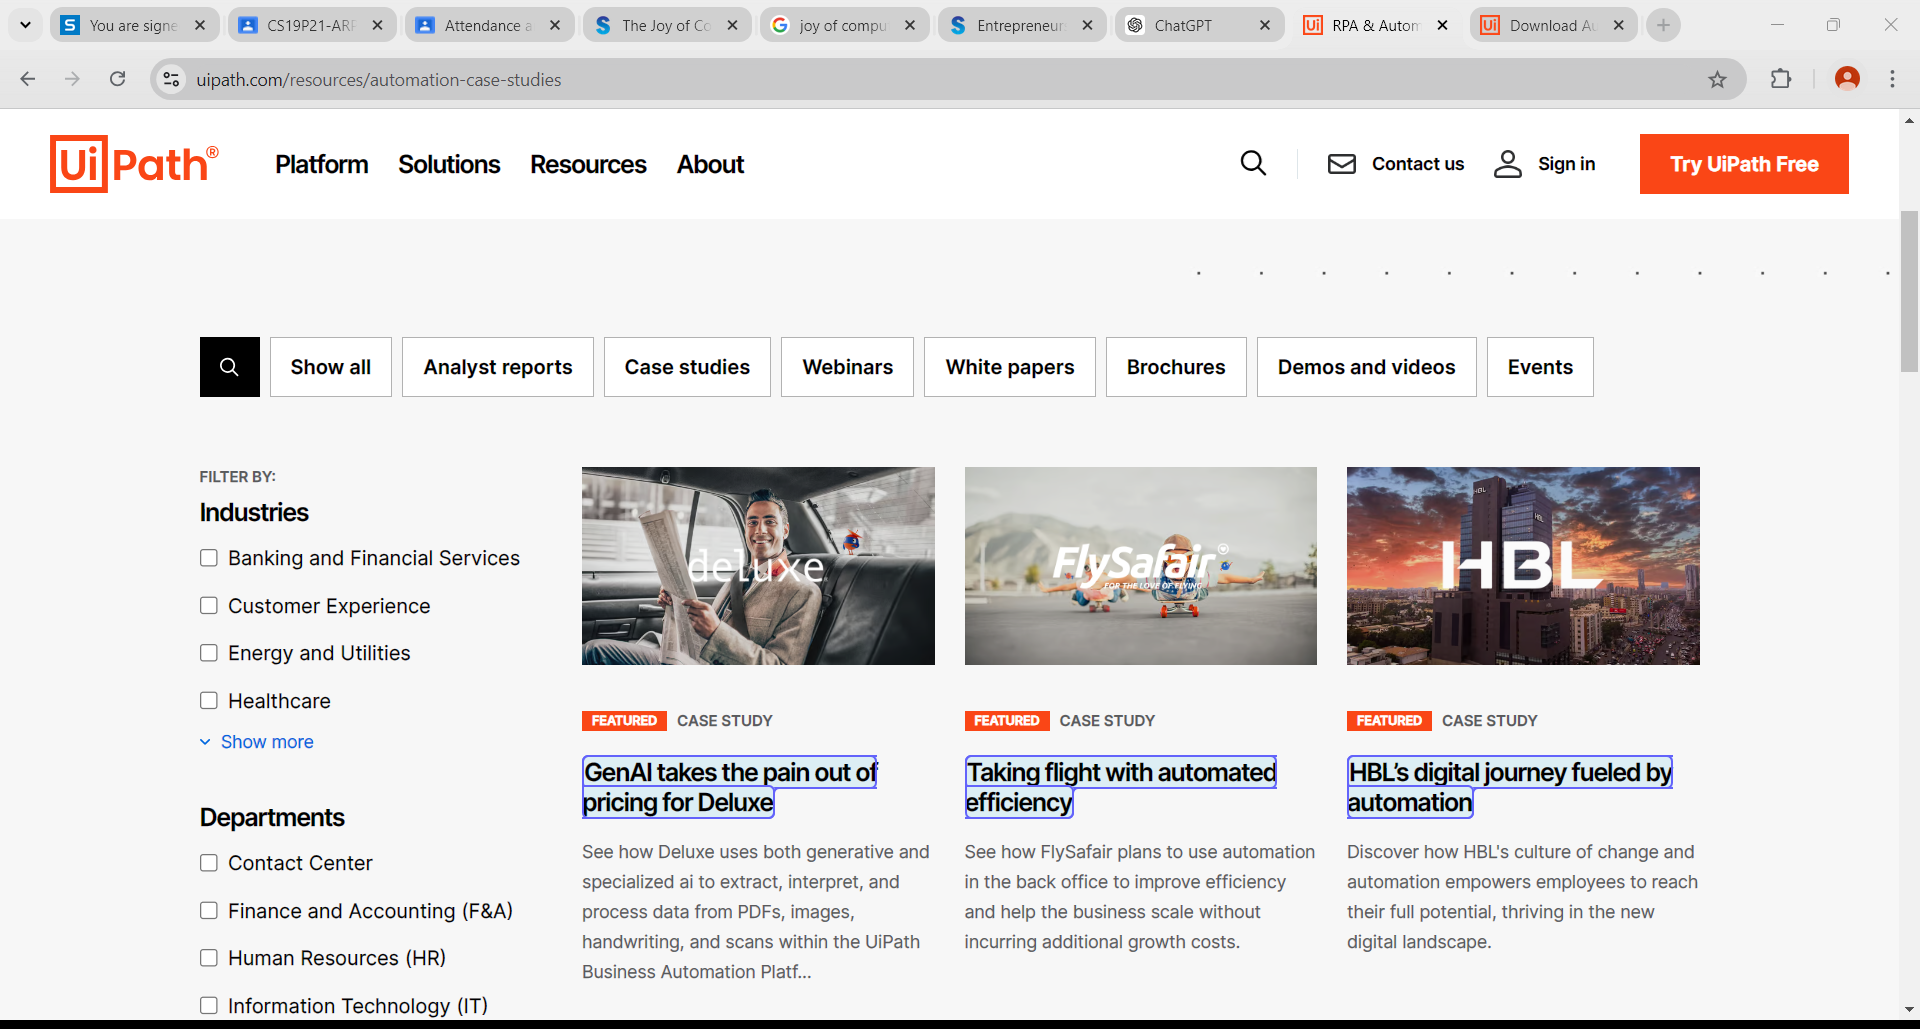 You are signe
CS19P21-ARP
Attendance a
The Joy of Co
joy of compu
Entrepreneur
ChatGPT
RPA & Autom
Download Au
uipath.com/resources/automation-case-studies
UiPath®
Platform
Solutions
Resources
About
Contact us
Sign in
Try UiPath Free
Show all
Analyst reports
Case studies
Webinars
White papers
Brochures
Demos and videos
Events
FILTER BY:
Industries
Banking and Financial Services
Customer Experience
Energy and Utilities
Healthcare
Show more
Departments
Contact Center
Finance and Accounting (F&A)
Human Resources (HR)
Information Technology (IT)
deluxe
FEATURED CASE STUDY
GenAI takes the pain out of
pricing for Deluxe
See how Deluxe uses both generative and
specialized ai to extract, interpret, and
process data from PDFs, images,
handwriting, and scans within the UiPath
Business Automation Platf...
FlySafair
FOR THE LOVE OF FLYING
FEATURED CASE STUDY
Taking flight with automated
efficiency
See how FlySafair plans to use automation
in the back office to improve efficiency
and help the business scale without
incurring additional growth costs.
HBL
HBL
HBL
FEATURED CASE STUDY
HBL’s digital journey fueled by
automation
Discover how HBL's culture of change and
automation empowers employees to reach
their full potential, thriving in the new
digital landscape.